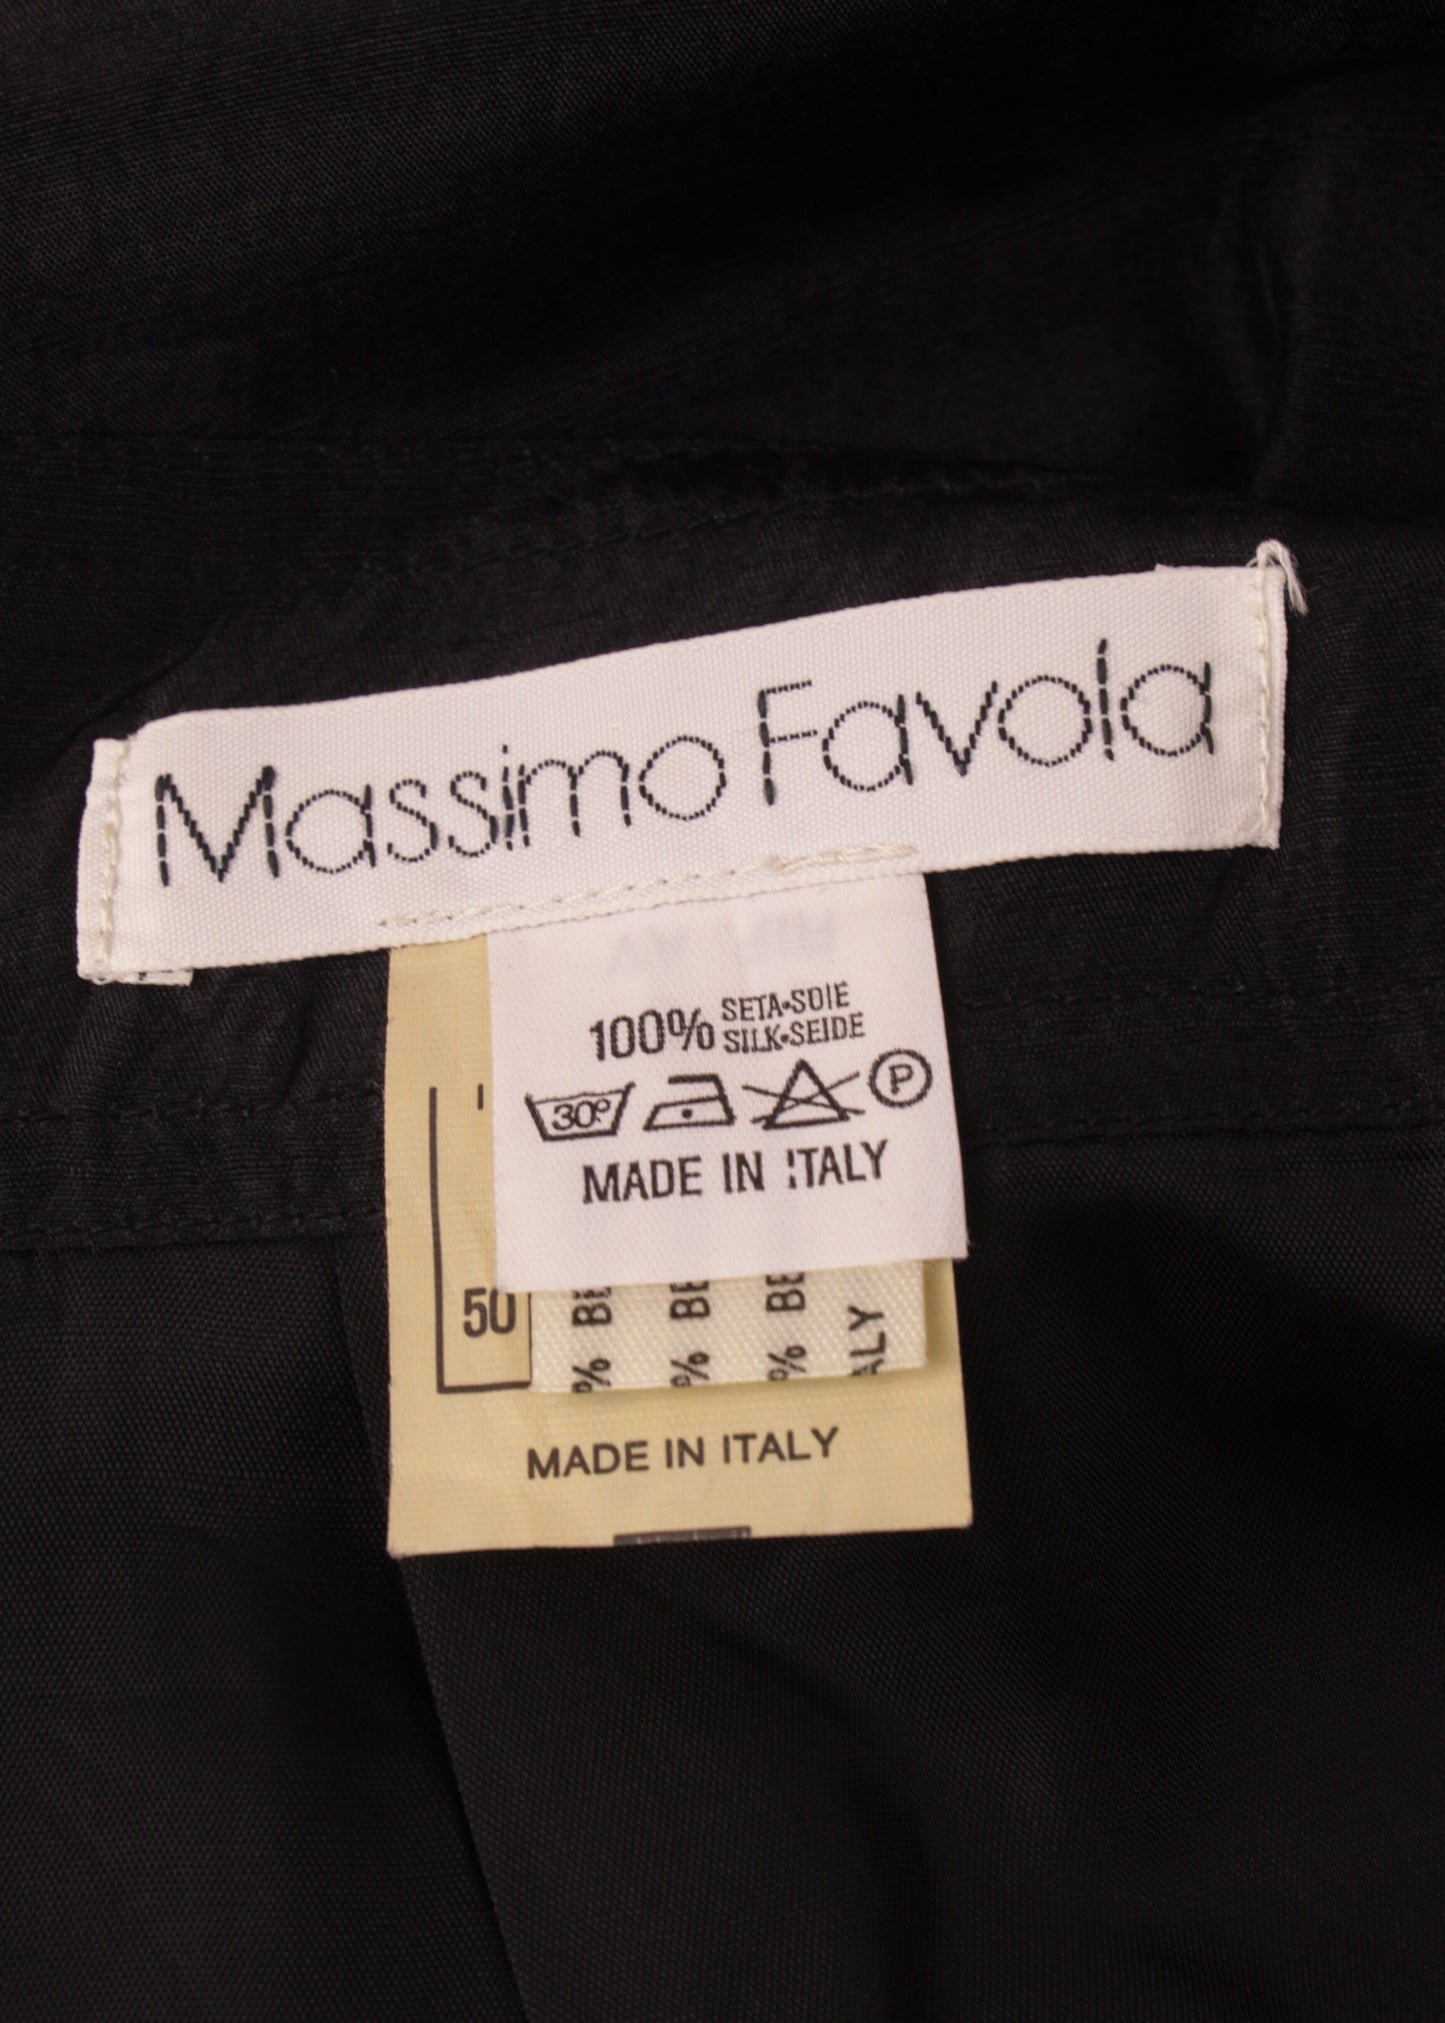 Massimo Favola
100% SETA•SOIE
SILK•SEIDE
30° P
MADE IN ITALY
50
MADE IN ITALY